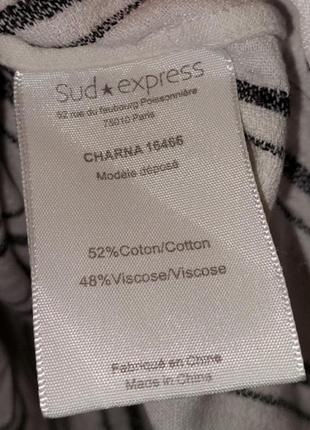 Sud★express
52 rue du faubourg Poissonnière
75010 Paris
CHARNA 16466
Modèle déposé
52%Coton/Cotton
48%Viscose/Viscose
Fabriqué en Chine
Made in China